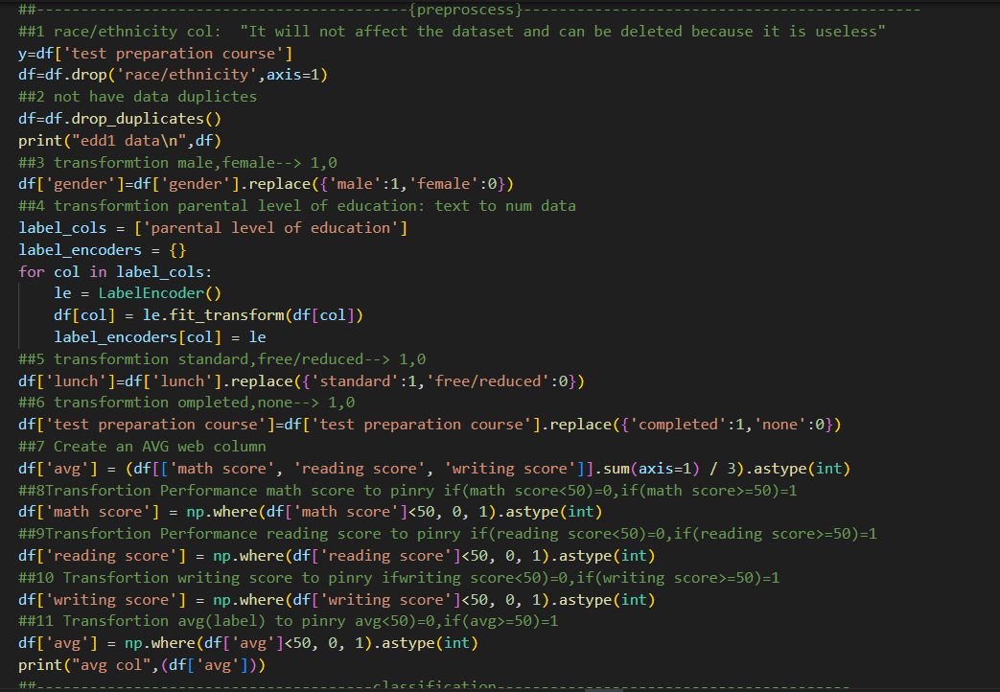 ##------------------------------------------{preproscess}---------------------------------------------
##1 race/ethnicity col:  "It will not affect the dataset and can be deleted because it is useless"
y=df['test preparation course']
df=df.drop('race/ethnicity',axis=1)
##2 not have data duplictes
df=df.drop_duplicates()
print("edd1 data\n",df)
##3 transformtion male,female--> 1,0
df['gender']=df['gender'].replace({'male':1,'female':0})
##4 transformtion parental level of education: text to num data
label_cols = ['parental level of education']
label_encoders = {}
for col in label_cols:
    le = LabelEncoder()
    df[col] = le.fit_transform(df[col])
    label_encoders[col] = le
##5 transformtion standard,free/reduced--> 1,0
df['lunch']=df['lunch'].replace({'standard':1,'free/reduced':0})
##6 transformtion ompleted,none--> 1,0
df['test preparation course']=df['test preparation course'].replace({'completed':1,'none':0})
##7 Create an AVG web column
df['avg'] = (df[['math score', 'reading score', 'writing score']].sum(axis=1) / 3).astype(int)
##8Transfortion Performance math score to pinry if(math score<50)=0,if(math score>=50)=1
df['math score'] = np.where(df['math score']<50, 0, 1).astype(int)
##9Transfortion Performance reading score to pinry if(reading score<50)=0,if(reading score>=50)=1
df['reading score'] = np.where(df['reading score']<50, 0, 1).astype(int)
##10 Transfortion writing score to pinry ifwriting score<50)=0,if(writing score>=50)=1
df['writing score'] = np.where(df['writing score']<50, 0, 1).astype(int)
##11 Transfortion avg(label) to pinry avg<50)=0,if(avg>=50)=1
df['avg'] = np.where(df['avg']<50, 0, 1).astype(int)
print("avg col",(df['avg']))
##--------------------------------------classification----------------------------------------